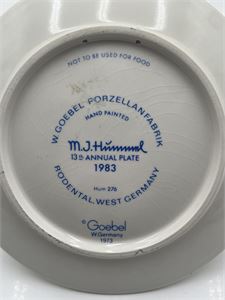 NOT TO BE USED FOR FOOD
W. GOEBEL PORZELLANFABRIK
HAND PAINTED
M.J.Hümmel
13th ANNUAL PLATE
1983
Hum 276
RODENTAL, WEST GERMANY
© Goebel
W.Germany
1973